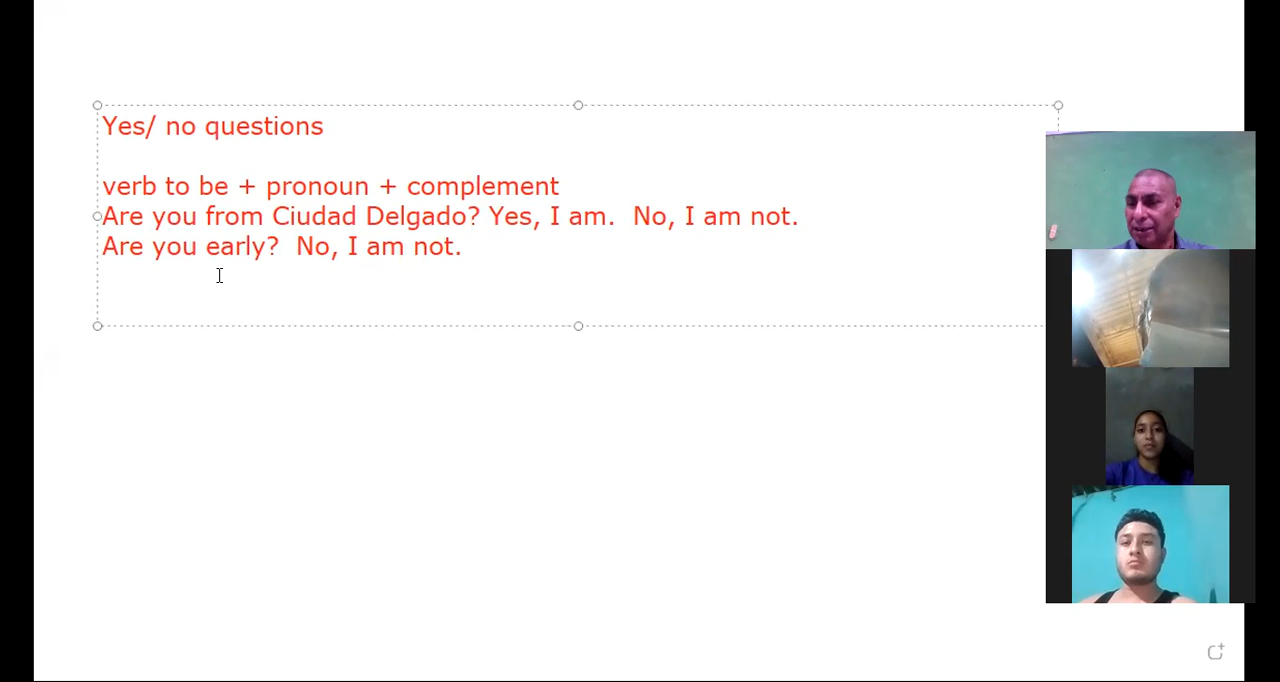 Yes/ no questions
verb to be + pronoun + complement
Are you from Ciudad Delgado? Yes, I am.  No, I am not.
Are you early?  No, I am not.